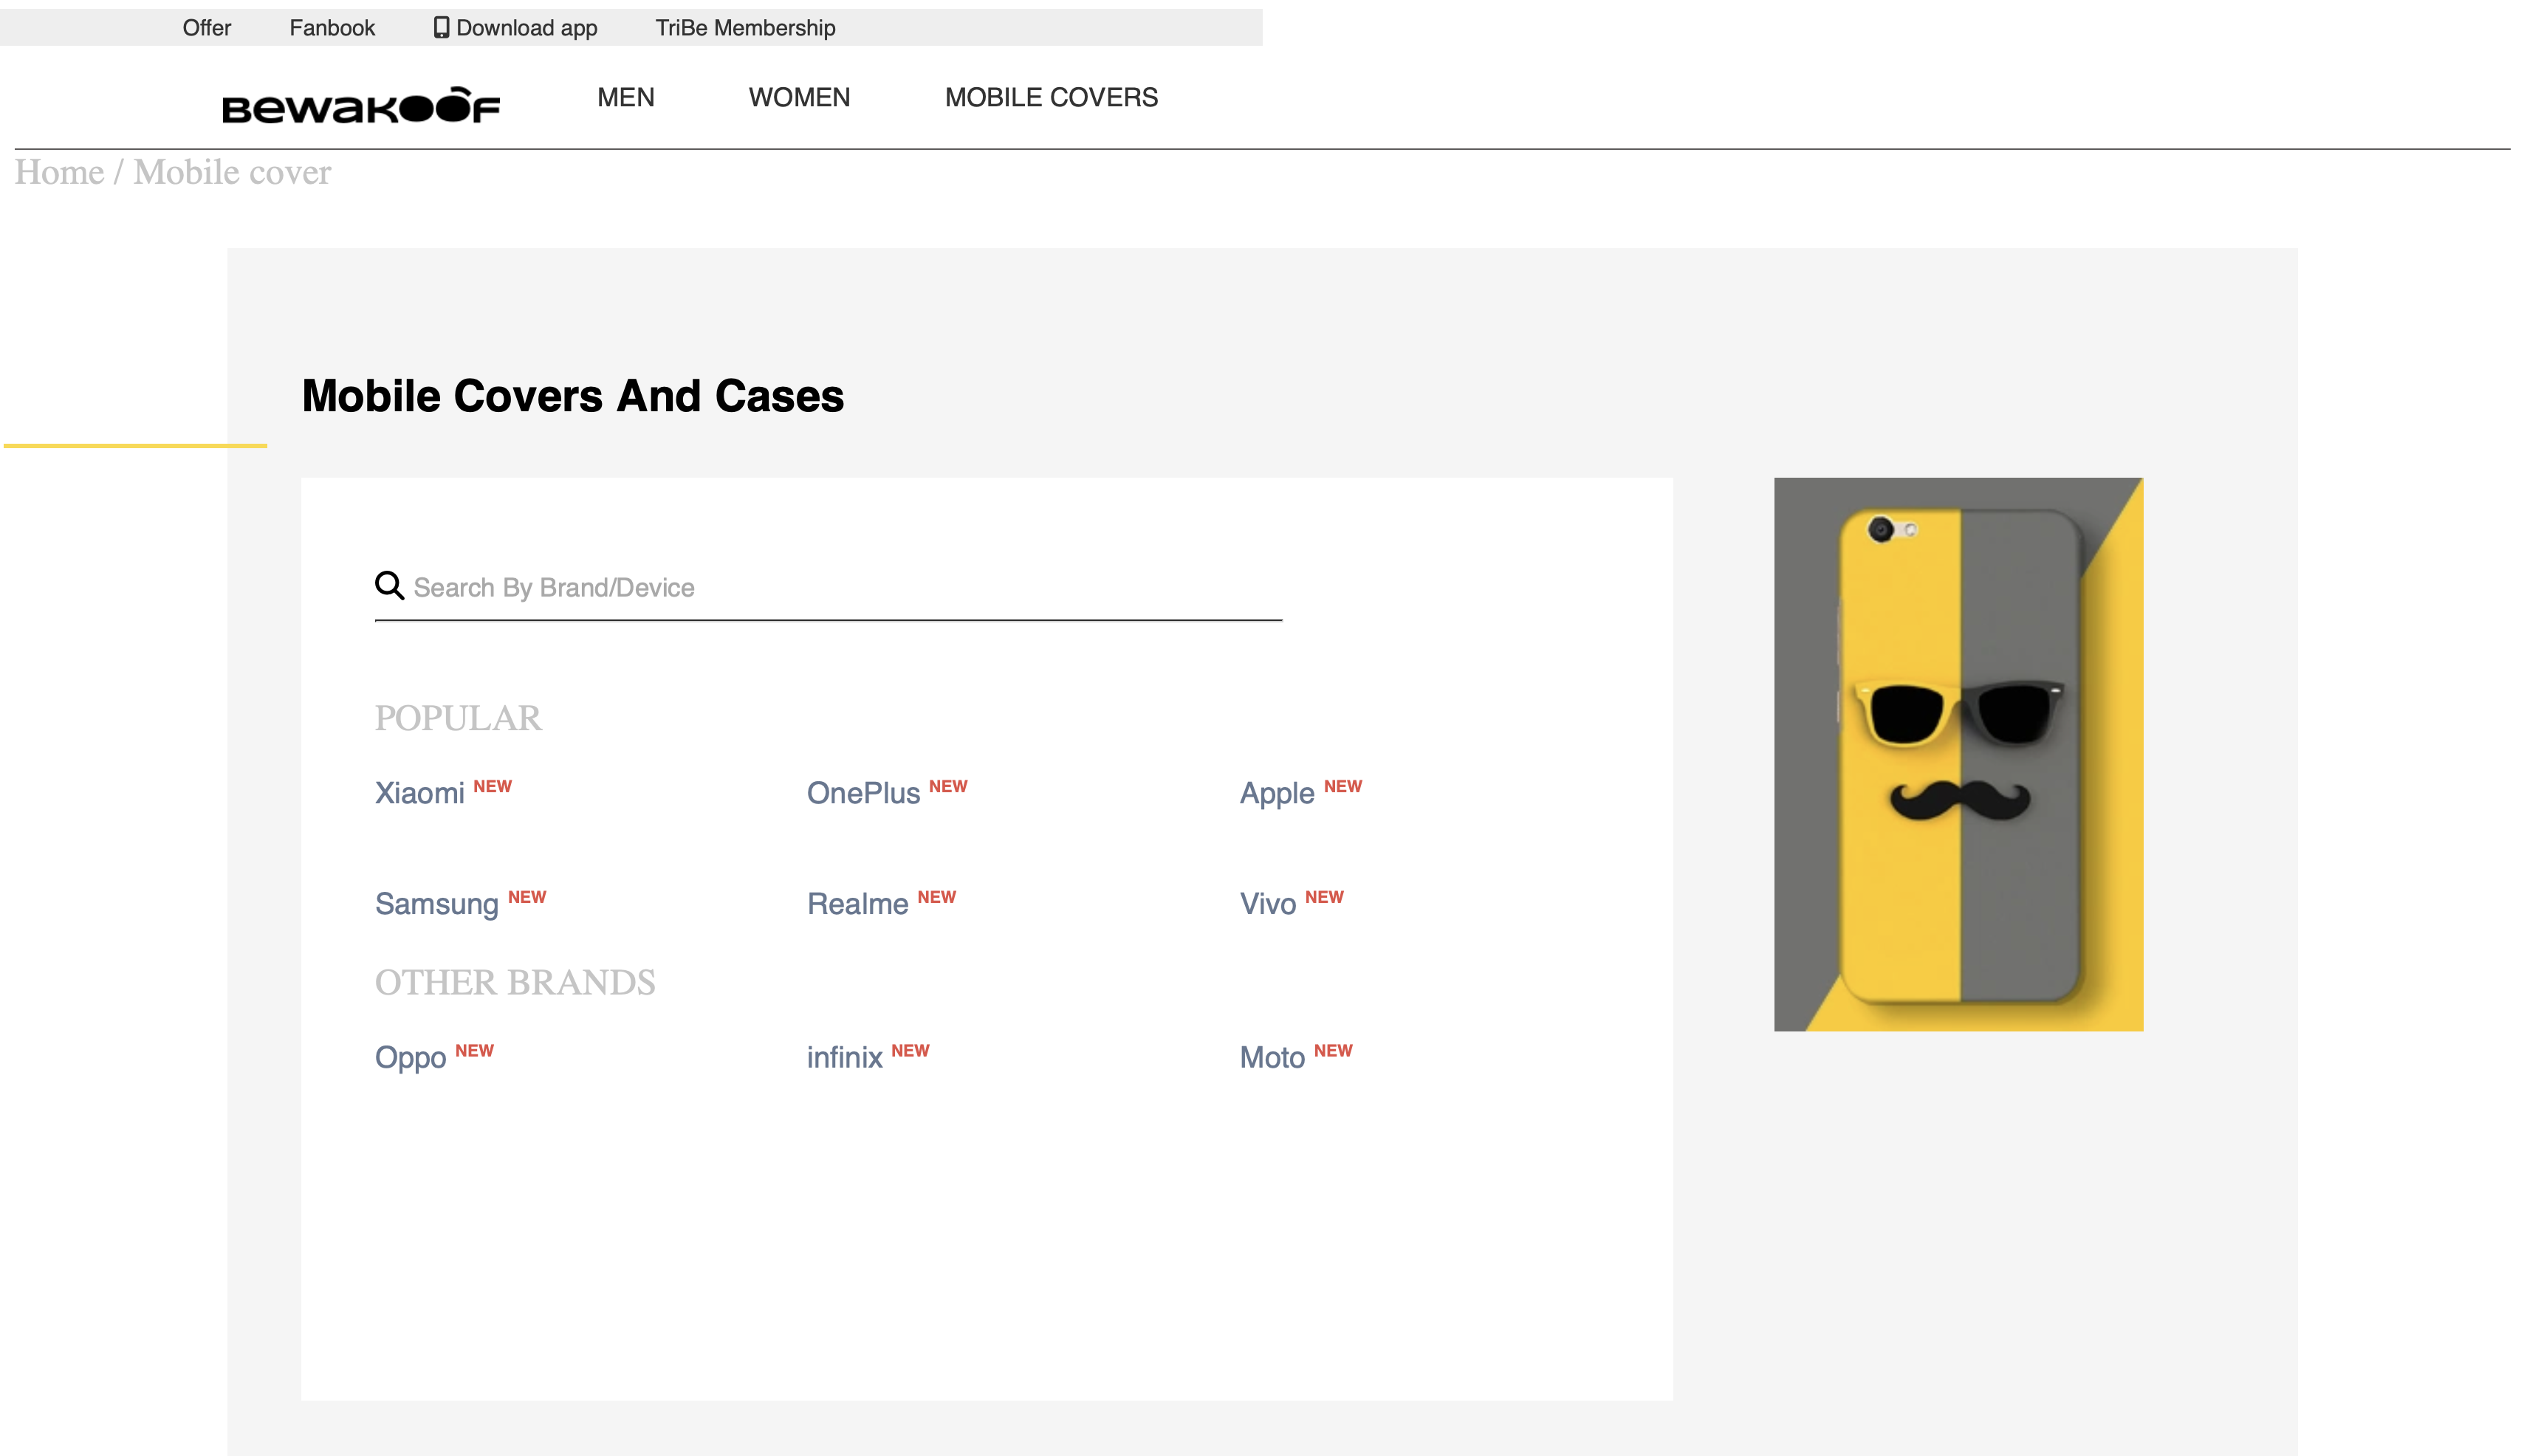 Offer Fanbook Download app TriBe Membership
BEWAKOOF MEN WOMEN MOBILE COVERS
Home / Mobile cover
Mobile Covers And Cases
Search By Brand/Device
POPULAR
Xiaomi NEW OnePlus NEW Apple NEW
Samsung NEW Realme NEW Vivo NEW
OTHER BRANDS
Oppo NEW infinix NEW Moto NEW